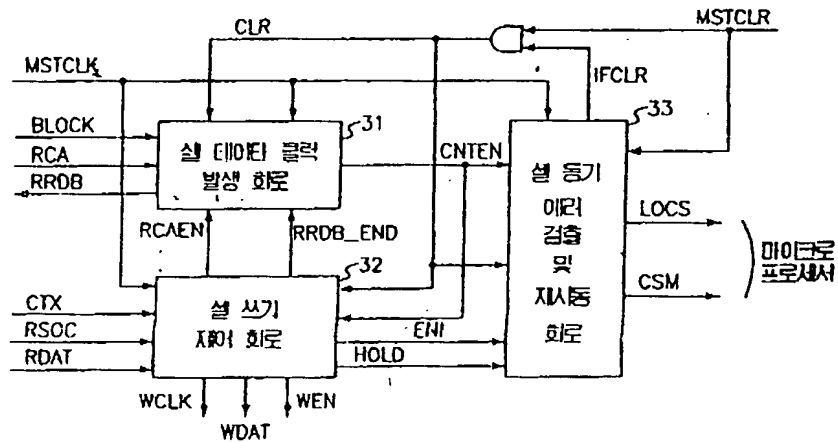 CLR
MSTCLR
MSTCLK
IFCLR
BLOCK
31
33
RCA
셀 데이타 클럭
발생 회로
CNTEN
RRDB
셀 동기
에러
검출
및
재시동
회로
LOCS
CSM
마이크로
프로세서
RCAEN
RRDB_END
32
CTX
셀 쓰기
제어 회로
RSOC
ENI
RDAT
HOLD
WCLK
WEN
WDAT